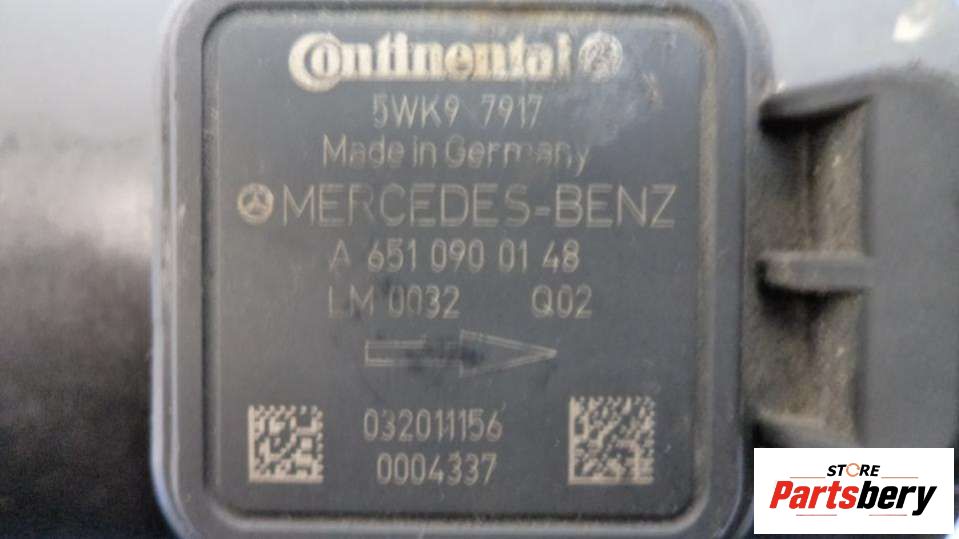 Continental
5WK9 7917
Made in Germany
MERCEDES-BENZ
A 651 090 01 48
LM 0032 Q02
032011156
0004337
STORE
Partsbery